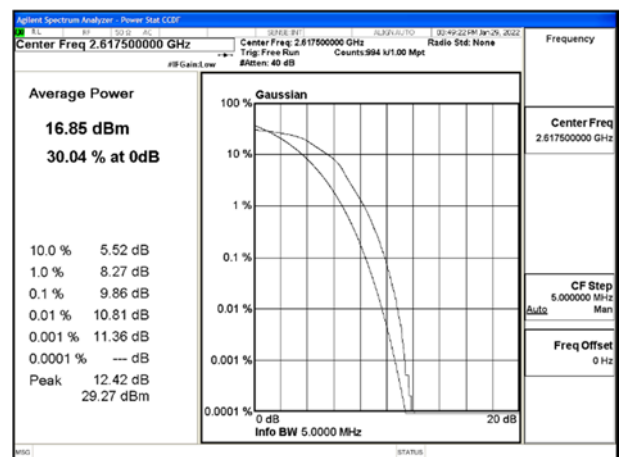 Agilent Spectrum Analyzer - Power Stat CCDF
RL RF 50 Ω AC SENSE:INT ALIGN AUTO 03:49:22 PM Jan 29, 2022
Center Freq 2.617500000 GHz
Center Freq: 2.617500000 GHz Radio Std: None
Trig: Free Run Counts:994 k/1.00 Mpt
#IFGain:Low #Atten: 40 dB
Frequency
Average Power
16.85 dBm
30.04 % at 0dB
10.0 % 5.52 dB
1.0 % 8.27 dB
0.1 % 9.86 dB
0.01 % 10.81 dB
0.001 % 11.36 dB
0.0001 % --- dB
Peak 12.42 dB
29.27 dBm
Gaussian
100 %
10 %
1 %
0.1 %
0.01 %
0.001 %
0.0001 %
0 dB 20 dB
Info BW 5.0000 MHz
Center Freq
2.617500000 GHz
CF Step
5.000000 MHz
Auto Man
Freq Offset
0 Hz
MSG STATUS